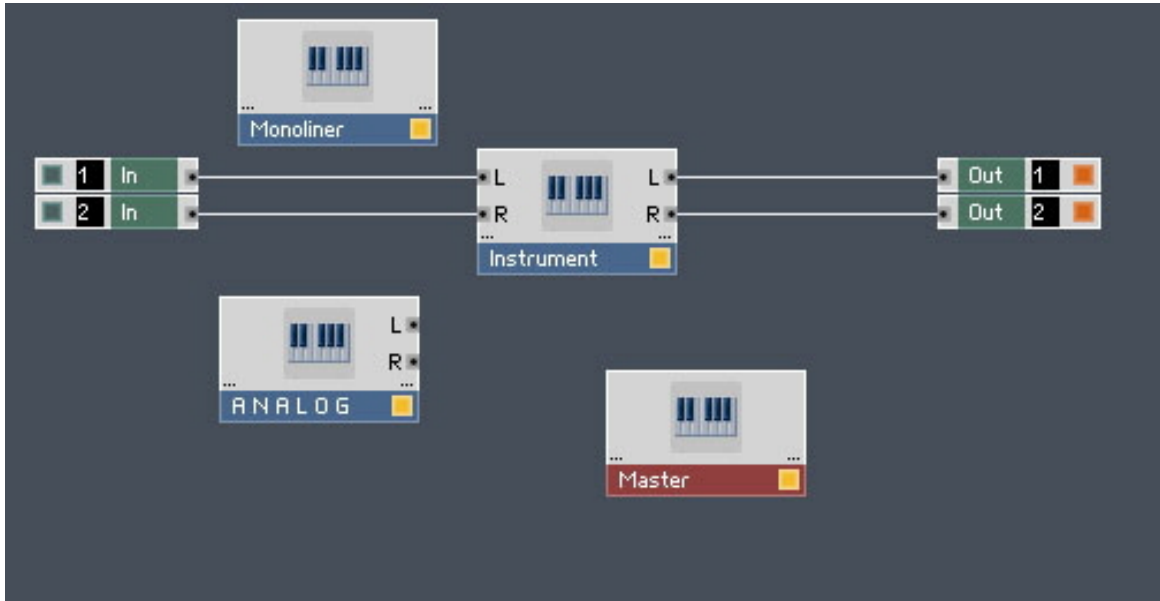 ...
...
Monoliner
1 In
L
L
Out 1
2 In
R
R
Out 2
...
...
Instrument
L
R
...
...
ANALOG
...
...
Master